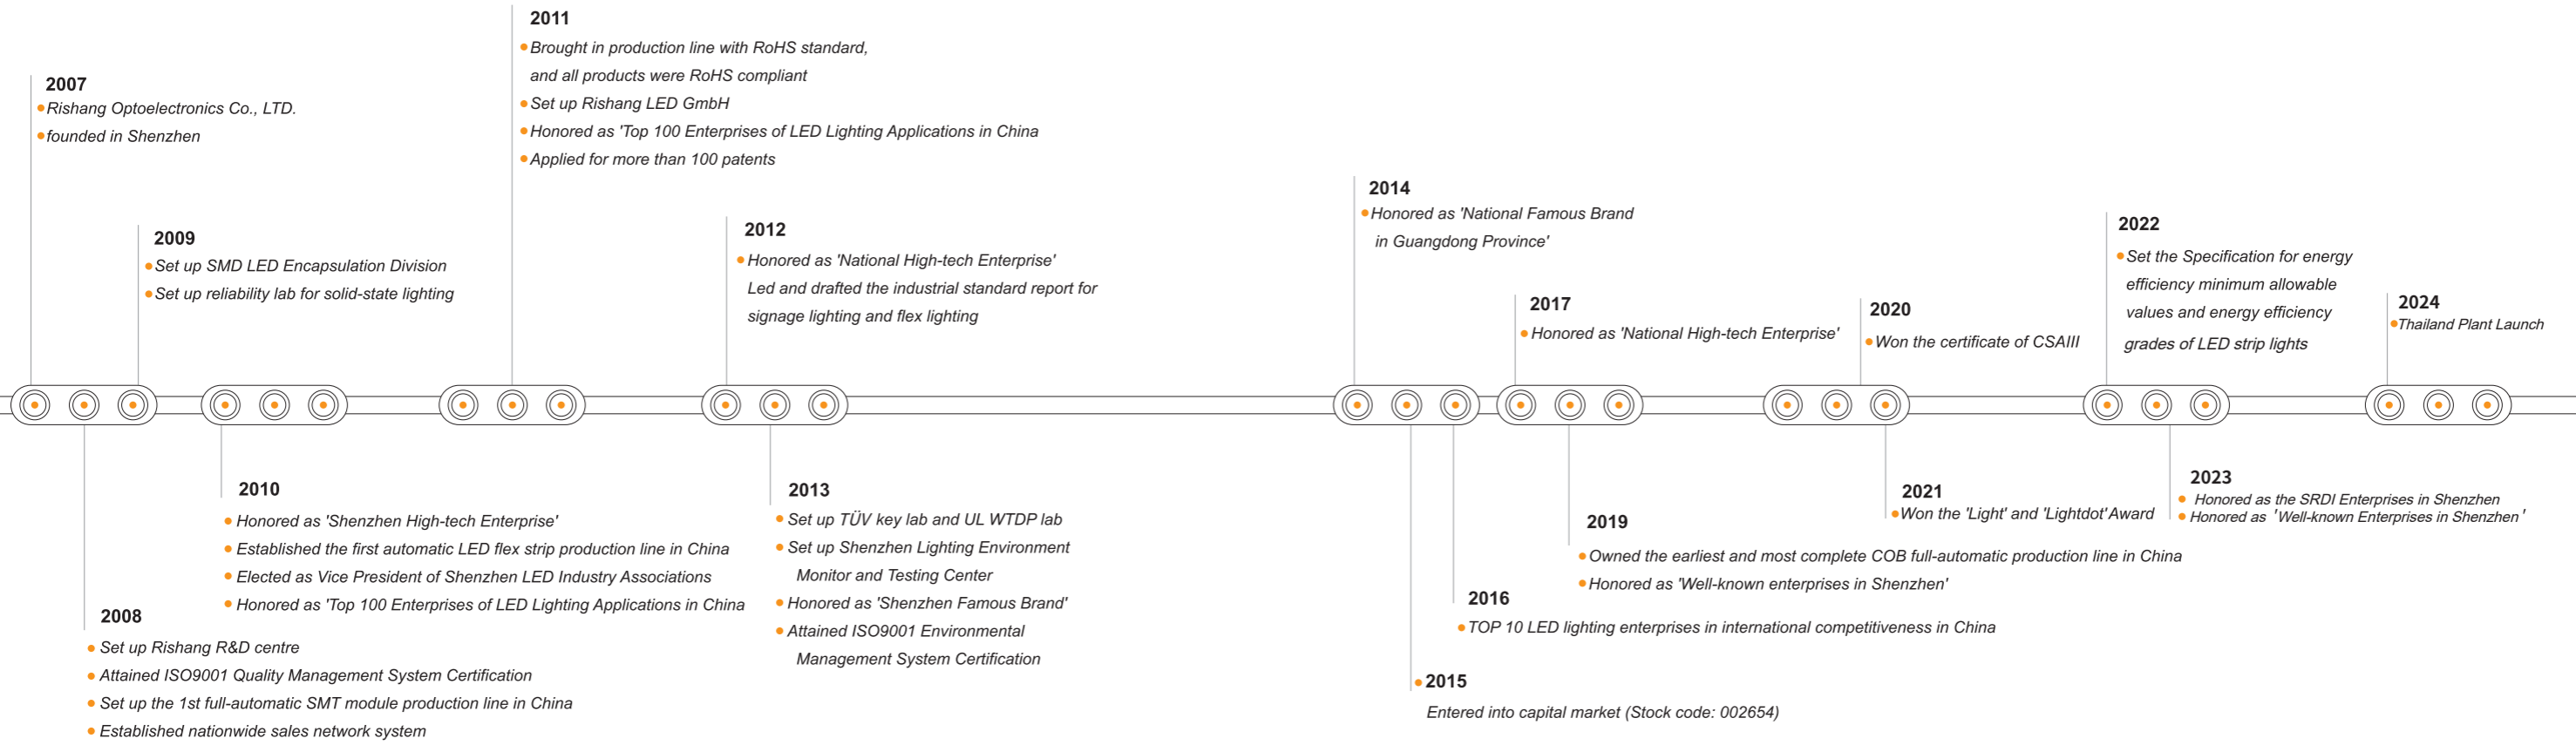 2007
Rishang Optoelectronics Co., LTD.
founded in Shenzhen
2008
Set up Rishang R&D centre
Attained ISO9001 Quality Management System Certification
Set up the 1st full-automatic SMT module production line in China
Established nationwide sales network system
2009
Set up SMD LED Encapsulation Division
Set up reliability lab for solid-state lighting
2010
Honored as 'Shenzhen High-tech Enterprise'
Established the first automatic LED flex strip production line in China
Elected as Vice President of Shenzhen LED Industry Associations
Honored as 'Top 100 Enterprises of LED Lighting Applications in China
2011
Brought in production line with RoHS standard,
and all products were RoHS compliant
Set up Rishang LED GmbH
Honored as 'Top 100 Enterprises of LED Lighting Applications in China
Applied for more than 100 patents
2012
Honored as 'National High-tech Enterprise'
Led and drafted the industrial standard report for
signage lighting and flex lighting
2013
Set up TÜV key lab and UL WTDP lab
Set up Shenzhen Lighting Environment
Monitor and Testing Center
Honored as 'Shenzhen Famous Brand'
Attained ISO9001 Environmental
Management System Certification
2014
Honored as 'National Famous Brand
in Guangdong Province'
2015
Entered into capital market (Stock code: 002654)
2016
TOP 10 LED lighting enterprises in international competitiveness in China
2017
Honored as 'National High-tech Enterprise'
2019
Owned the earliest and most complete COB full-automatic production line in China
Honored as 'Well-known enterprises in Shenzhen'
2020
Won the certificate of CSAIII
2021
Won the 'Light' and 'Lightdot' Award
2022
Set the Specification for energy
efficiency minimum allowable
values and energy efficiency
grades of LED strip lights
2023
Honored as the SRDI Enterprises in Shenzhen
Honored as 'Well-known Enterprises in Shenzhen'
2024
Thailand Plant Launch